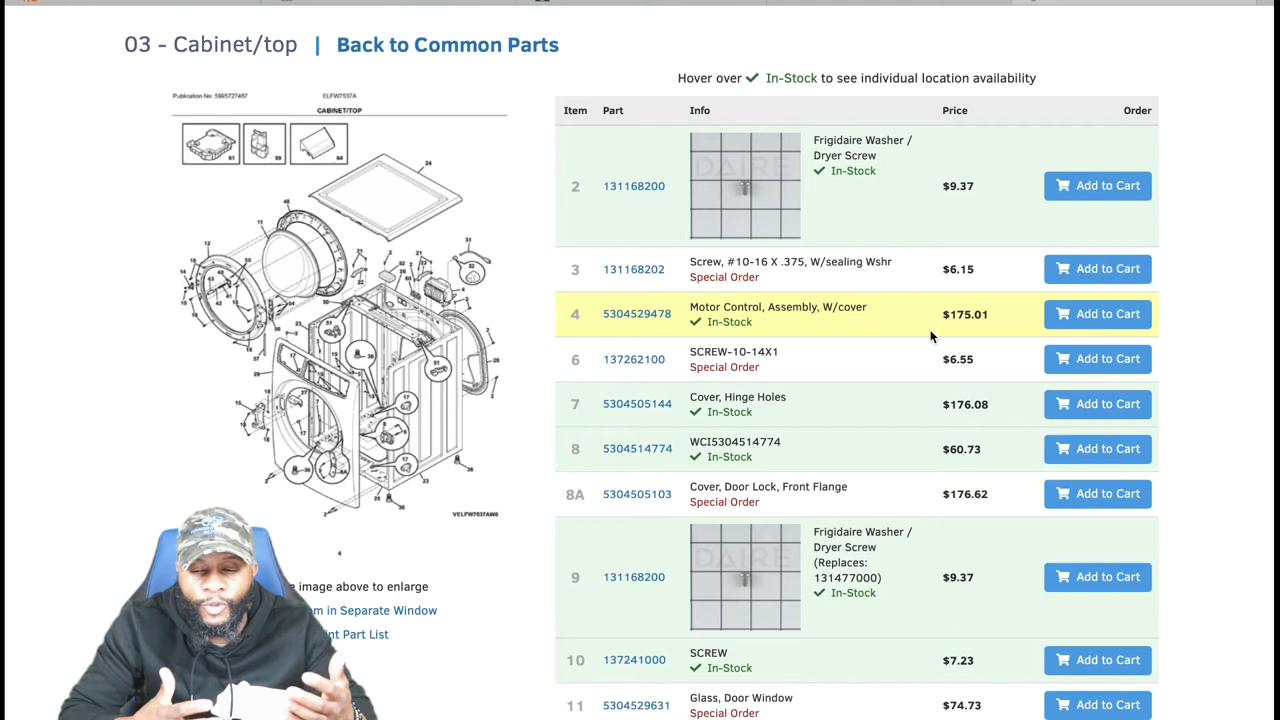 03 - Cabinet/top | Back to Common Parts
Hover over ✓ In-Stock to see individual location availability
Publication No: 5995727467 ELFW7537A
CABINET/TOP
VELFW7537AW0
4
e image above to enlarge
m in Separate Window
nt Part List
Item Part Info Price Order
2 131168200 Frigidaire Washer /
Dryer Screw
✓ In-Stock
$9.37 Add to Cart
3 131168202 Screw, #10-16 X .375, W/sealing Wshr
Special Order
$6.15 Add to Cart
4 5304529478 Motor Control, Assembly, W/cover
✓ In-Stock
$175.01 Add to Cart
6 137262100 SCREW-10-14X1
Special Order
$6.55 Add to Cart
7 5304505144 Cover, Hinge Holes
✓ In-Stock
$176.08 Add to Cart
8 5304514774 WCI5304514774
✓ In-Stock
$60.73 Add to Cart
8A 5304505103 Cover, Door Lock, Front Flange
Special Order
$176.62 Add to Cart
9 131168200 Frigidaire Washer /
Dryer Screw
(Replaces:
131477000)
✓ In-Stock
$9.37 Add to Cart
10 137241000 SCREW
✓ In-Stock
$7.23 Add to Cart
11 5304529631 Glass, Door Window
Special Order
$74.73 Add to Cart